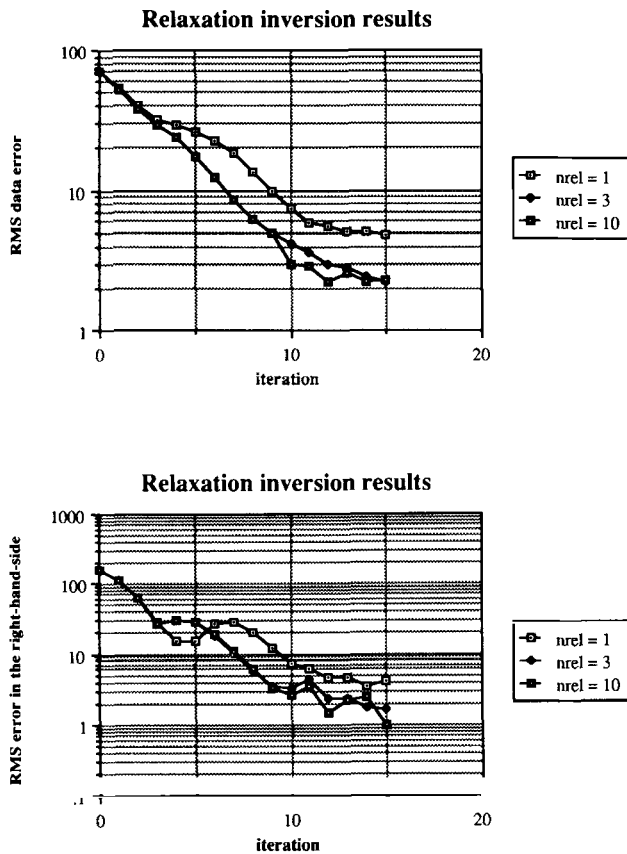 Relaxation inversion results
100
10
1
RMS data error
0
10
20
iteration
nrel = 1
nrel = 3
nrel = 10
Relaxation inversion results
1000
100
10
1
.1
RMS error in the right-hand-side
0
10
20
iteration
nrel = 1
nrel = 3
nrel = 10